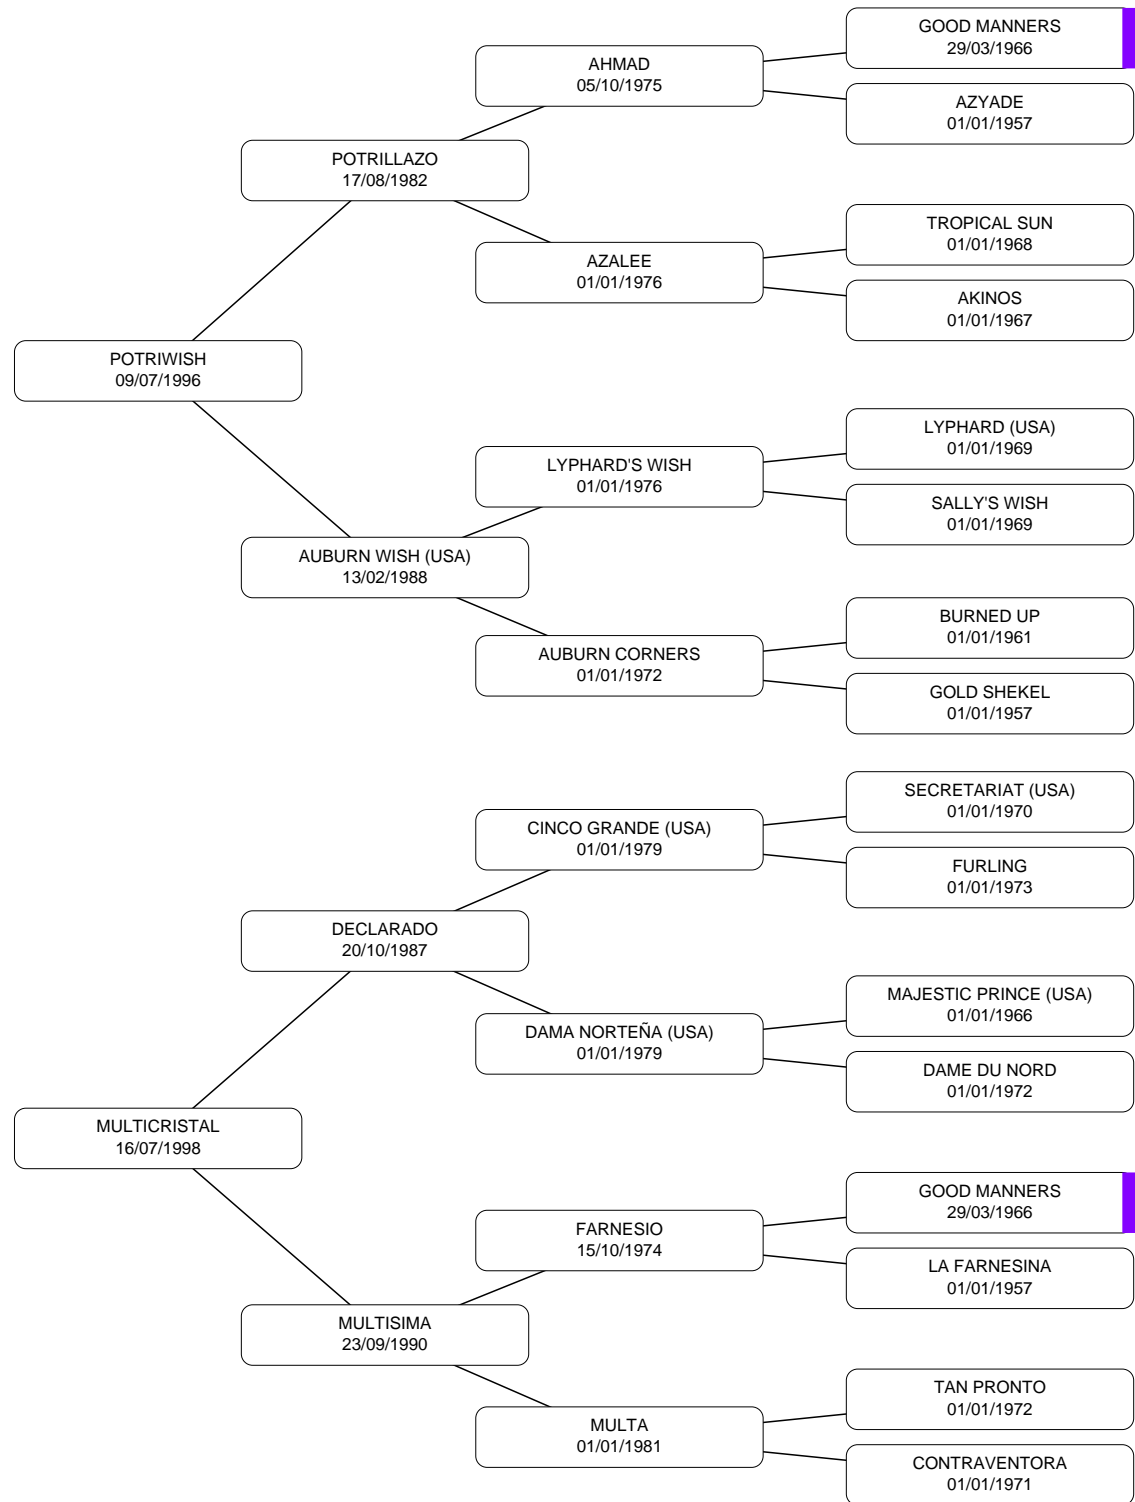 GOOD MANNERS
29/03/1966
AHMAD
05/10/1975
AZYADE
01/01/1957
POTRILLAZO
17/08/1982
TROPICAL SUN
01/01/1968
AZALEE
01/01/1976
AKINOS
01/01/1967
POTRIWISH
09/07/1996
LYPHARD (USA)
01/01/1969
LYPHARD'S WISH
01/01/1976
SALLY'S WISH
01/01/1969
AUBURN WISH (USA)
13/02/1988
BURNED UP
01/01/1961
AUBURN CORNERS
01/01/1972
GOLD SHEKEL
01/01/1957
SECRETARIAT (USA)
01/01/1970
CINCO GRANDE (USA)
01/01/1979
FURLING
01/01/1973
DECLARADO
20/10/1987
MAJESTIC PRINCE (USA)
01/01/1966
DAMA NORTEÑA (USA)
01/01/1979
DAME DU NORD
01/01/1972
MULTICRISTAL
16/07/1998
GOOD MANNERS
29/03/1966
FARNESIO
15/10/1974
LA FARNESINA
01/01/1957
MULTISIMA
23/09/1990
TAN PRONTO
01/01/1972
MULTA
01/01/1981
CONTRAVENTORA
01/01/1971